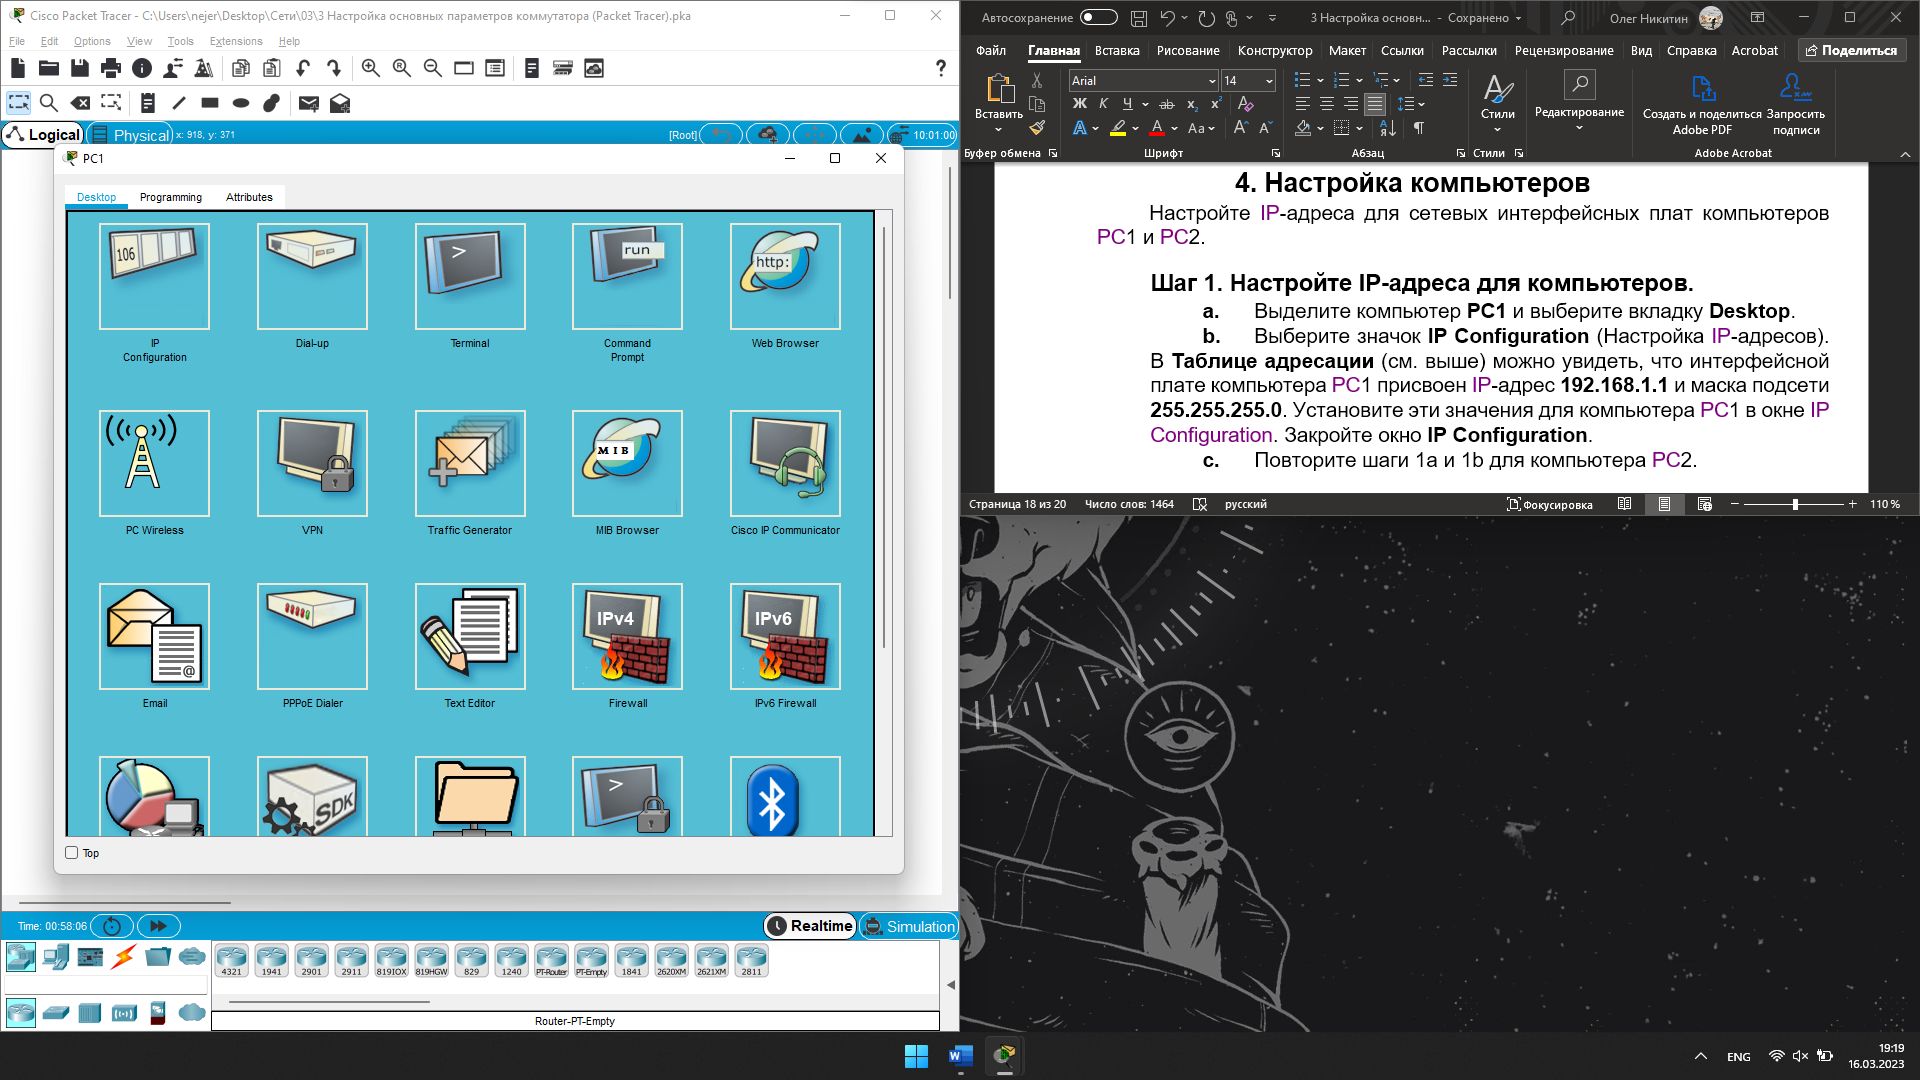 Cisco Packet Tracer - C:\Users\nejer\Desktop\Сети\03\3 Настройка основных параметров коммутатора (Packet Tracer).pka
File Edit Options View Tools Extensions Help
?
Logical Physical x: 918, y: 371 [Root] 10:01:00
PC1
Desktop Programming Attributes
106 > run http:
IP Configuration
Dial-up
Terminal
Command Prompt
Web Browser
MIB
PC Wireless
VPN
Traffic Generator
MIB Browser
Cisco IP Communicator
@ IPv4 IPv6
Email
PPPoE Dialer
Text Editor
Firewall
IPv6 Firewall
SDK >
Top
Time: 00:58:06 Realtime Simulation
4321 1941 2901 2911 819IOX 819HGW 829 1240 PT-Router PT-Empty 1841 2620XM 2621XM 2811
Router-PT-Empty
Автосохранение 3 Настройка основн... - Сохранено Олег Никитин
Файл Главная Вставка Рисование Конструктор Макет Ссылки Рассылки Рецензирование Вид Справка Acrobat Поделиться
Arial 14
Вставить
Ж К Ч ab x₂ x²
А А Aa А А
Стили
Редактирование
Создать и поделиться Adobe PDF
Запросить подписи
Буфер обмена Шрифт Абзац Стили Adobe Acrobat
4. Настройка компьютеров
Настройте IP-адреса для сетевых интерфейсных плат компьютеров
PC1 и PC2.
Шаг 1. Настройте IP-адреса для компьютеров.
a. Выделите компьютер PC1 и выберите вкладку Desktop.
b. Выберите значок IP Configuration (Настройка IP-адресов).
В Таблице адресации (см. выше) можно увидеть, что интерфейсной
плате компьютера PC1 присвоен IP-адрес 192.168.1.1 и маска подсети
255.255.255.0. Установите эти значения для компьютера PC1 в окне IP
Configuration. Закройте окно IP Configuration.
c. Повторите шаги 1a и 1b для компьютера PC2.
Страница 18 из 20 Число слов: 1464 русский Фокусировка 110 %
ENG 19:19
16.03.2023